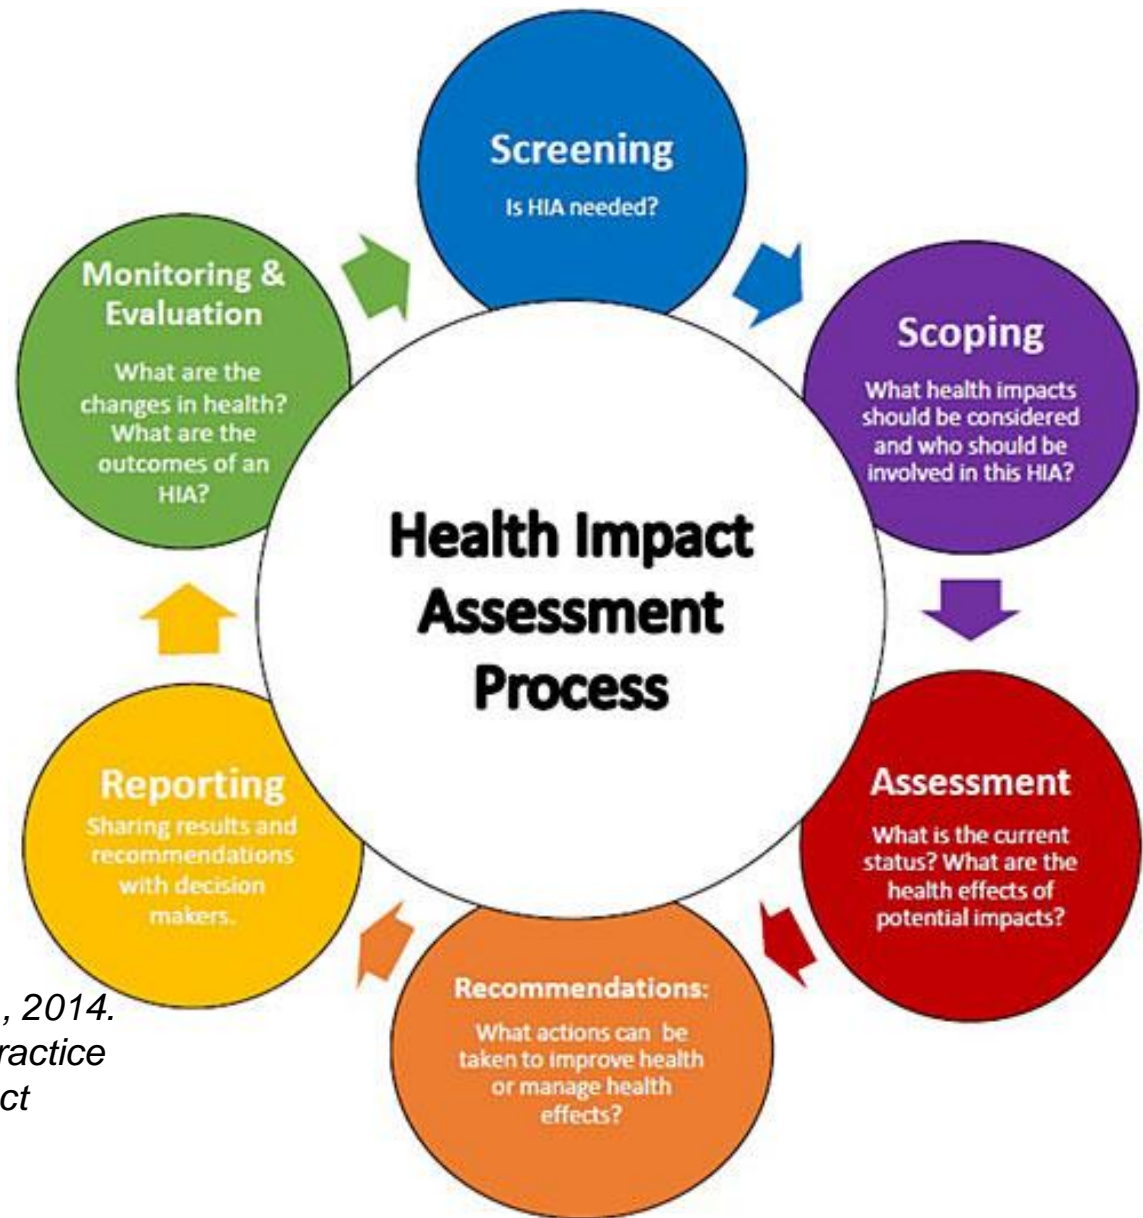 Screening
Is HIA needed?
Scoping
What health impacts
should be considered
and who should be
involved in this HIA?
Assessment
What is the current
status? What are the
health effects of
potential impacts?
Recommendations:
What actions can be
taken to improve health
or manage health
effects?
Reporting
Sharing results and
recommendations
with decision
makers.
Monitoring &
Evaluation
What are the
changes in health?
What are the
outcomes of an
HIA?
Health Impact
Assessment
Process
, 2014.
ractice
ct